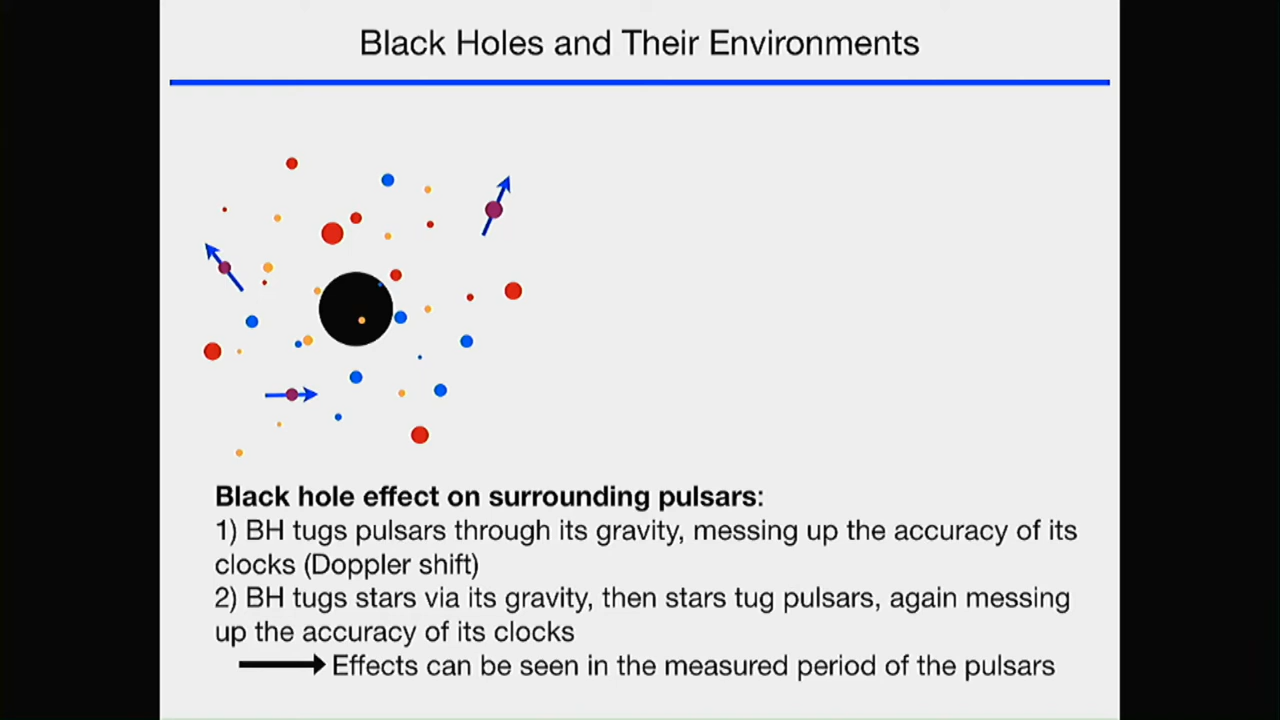 Black Holes and Their Environments
Black hole effect on surrounding pulsars:
1) BH tugs pulsars through its gravity, messing up the accuracy of its
clocks (Doppler shift)
2) BH tugs stars via its gravity, then stars tug pulsars, again messing
up the accuracy of its clocks
Effects can be seen in the measured period of the pulsars